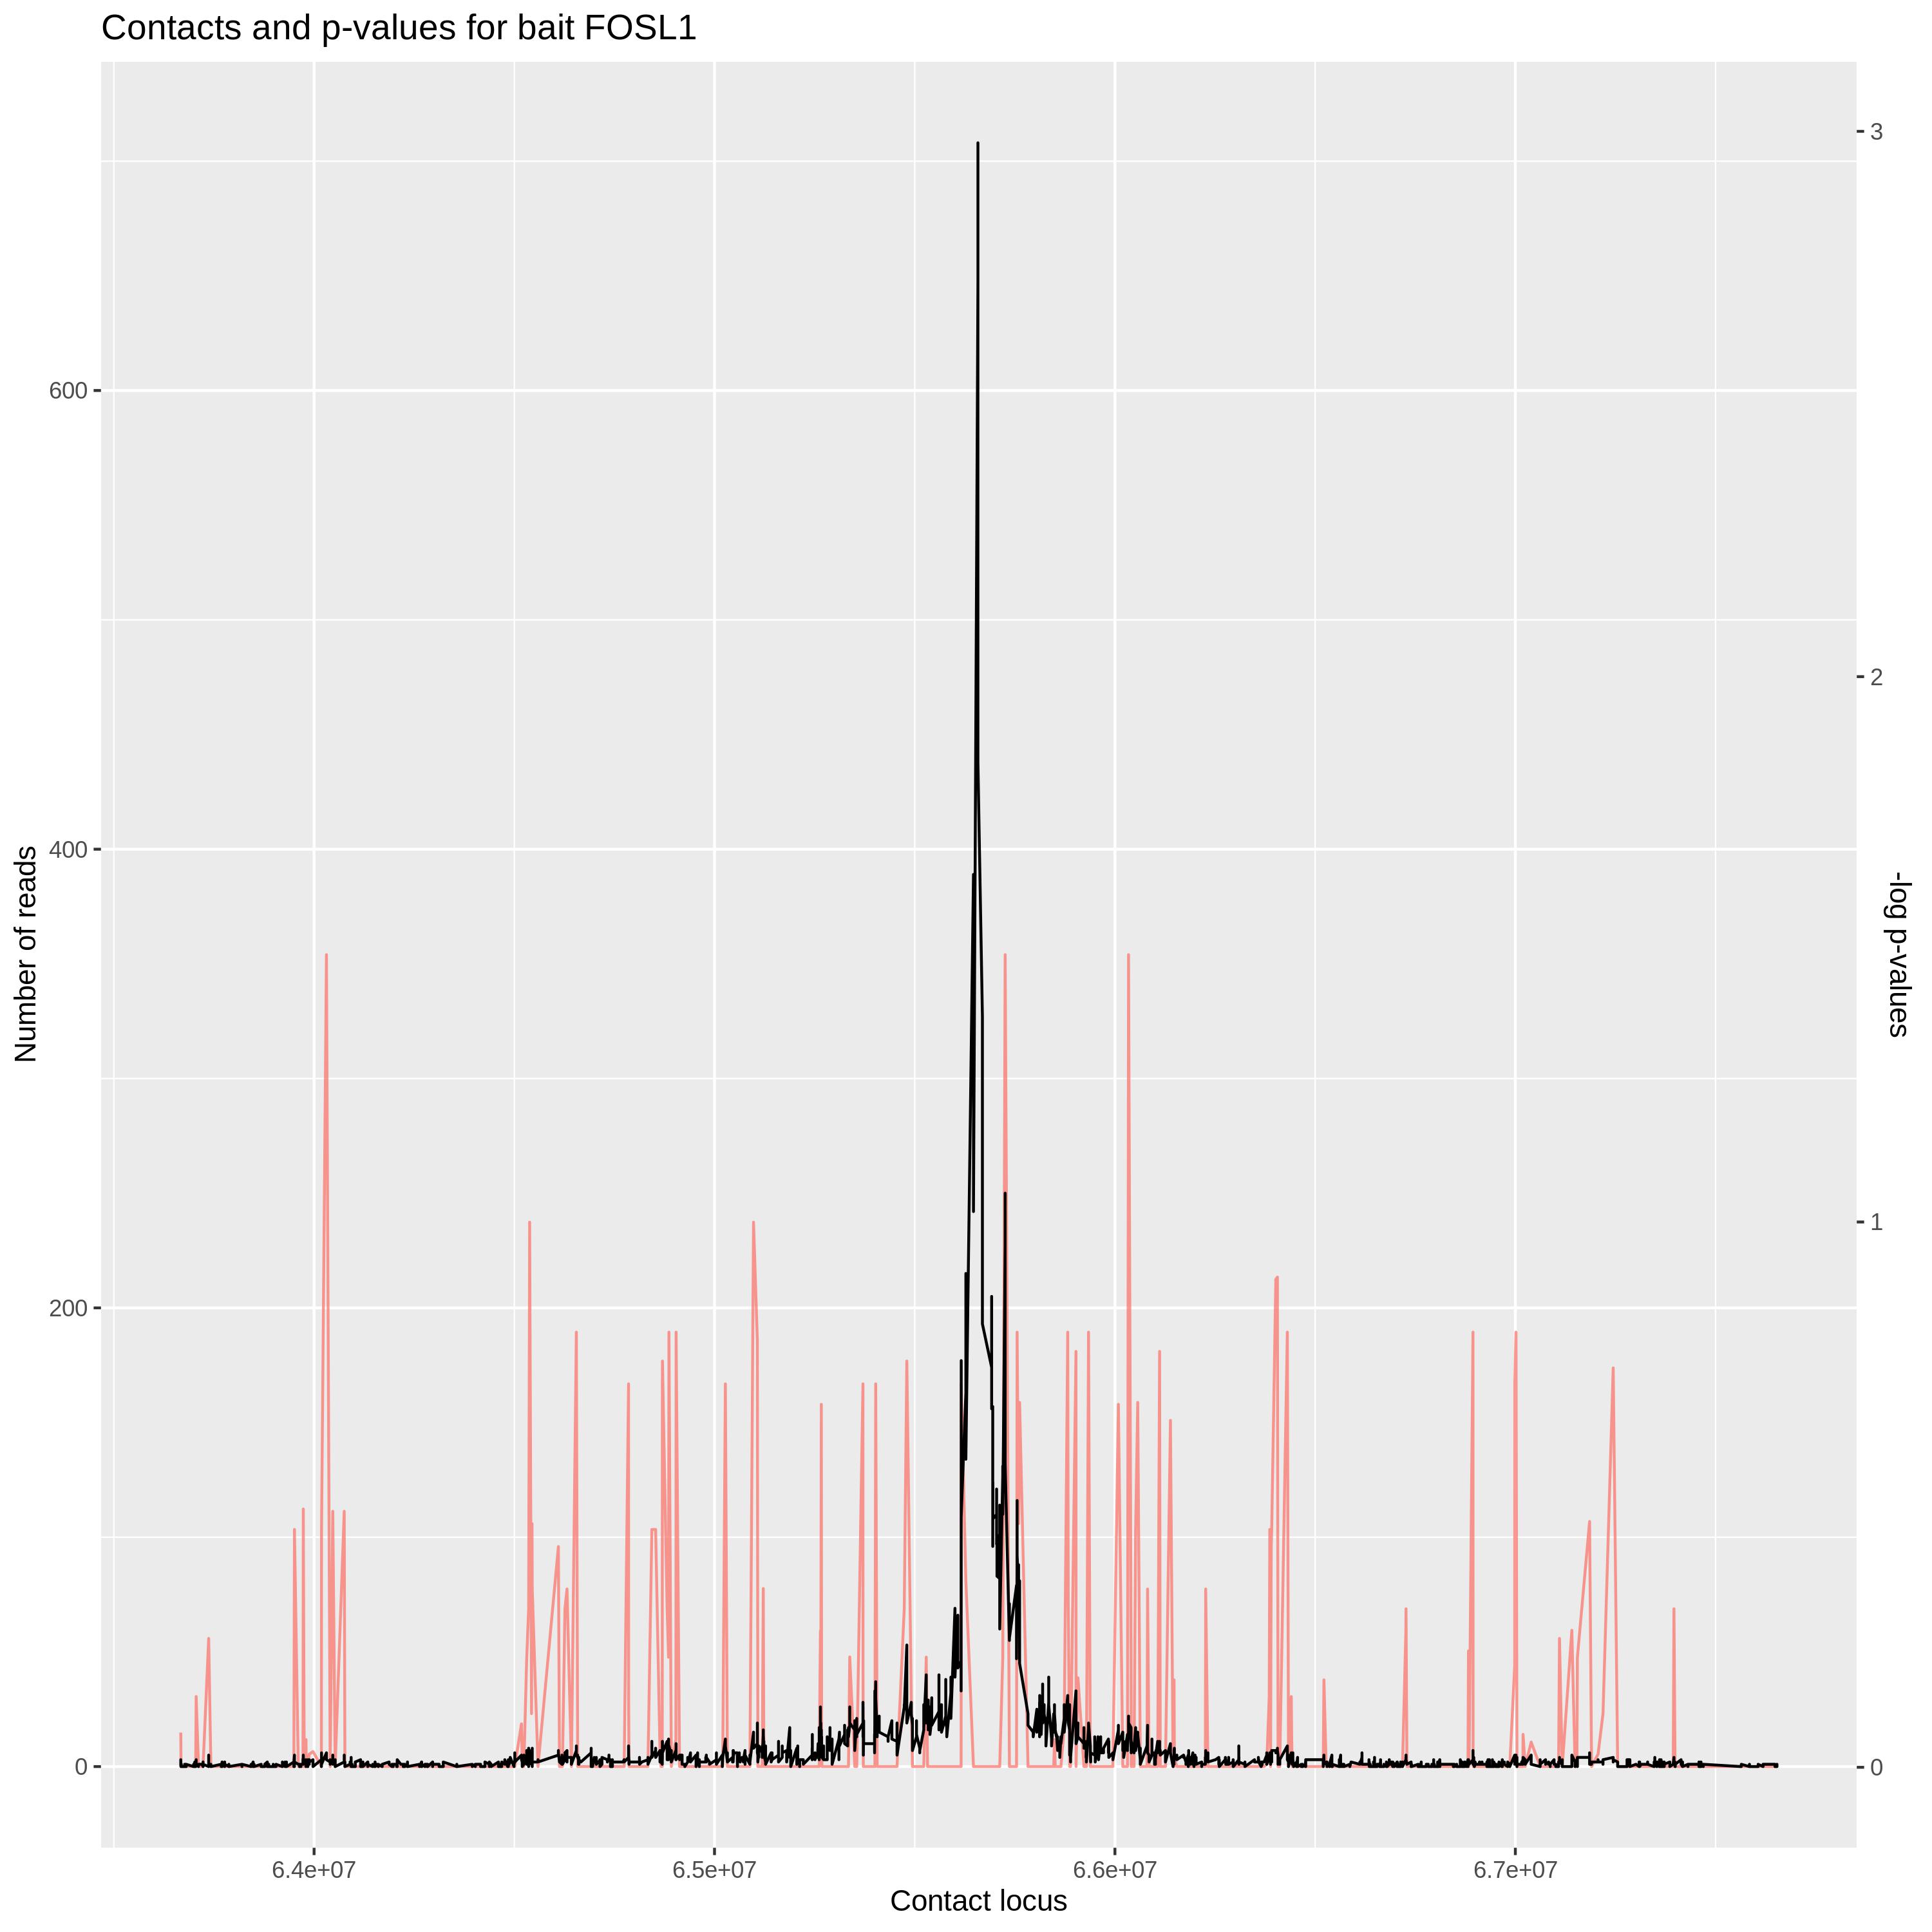 Contacts and p-values for bait FOSL1
Number of reads
600
400
200
0
3
2
1
0
-log p-values
6.4e+07
6.5e+07
6.6e+07
6.7e+07
Contact locus